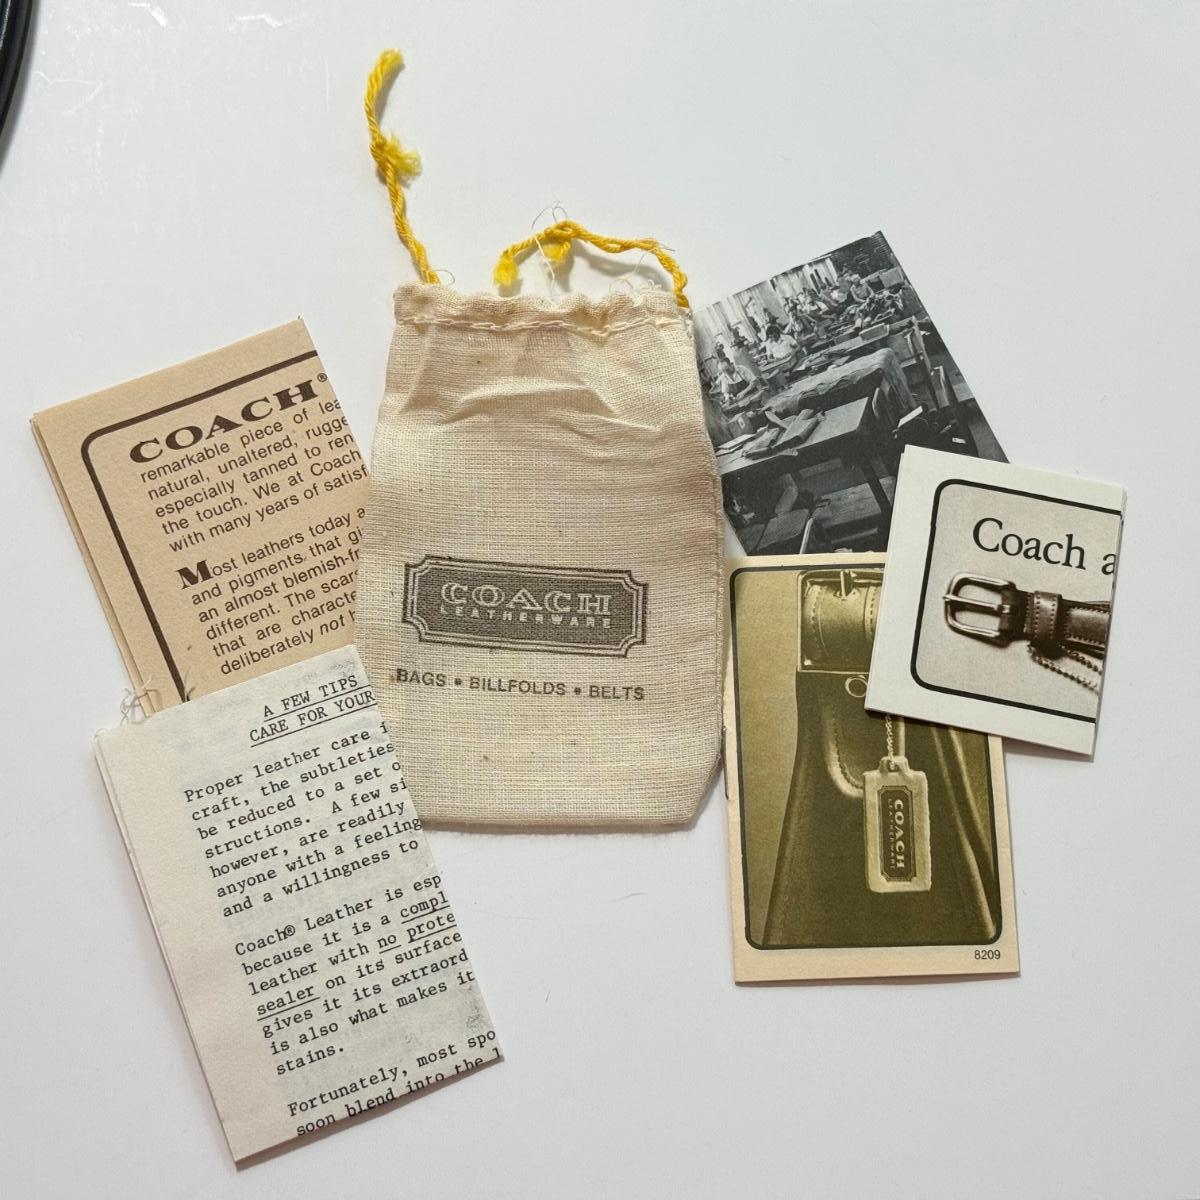 COACH®
remarkable piece of lea
natural, unaltered, rugge
especially tanned to ren
the touch. We at Coach
with many years of satisf
Most leathers today a
and pigments that gi
an almost blemish-fr
different. The scars
that are characte
deliberately not h
A FEW TIPS
CARE FOR YOUR
Proper leather care i
craft, the subtleties
be reduced to a set o
structions. A few si
however, are readily
anyone with a feeling
and a willingness to
Coach® Leather is esp
because it is a compl
leather with no prote
sealer on its surface
gives it its extraord
is also what makes it
stains.
Fortunately, most spo
soon blend into the l
COACH
LEATHERWARE
BAGS • BILLFOLDS • BELTS
Coach a
COACH
LEATHERWARE
8209